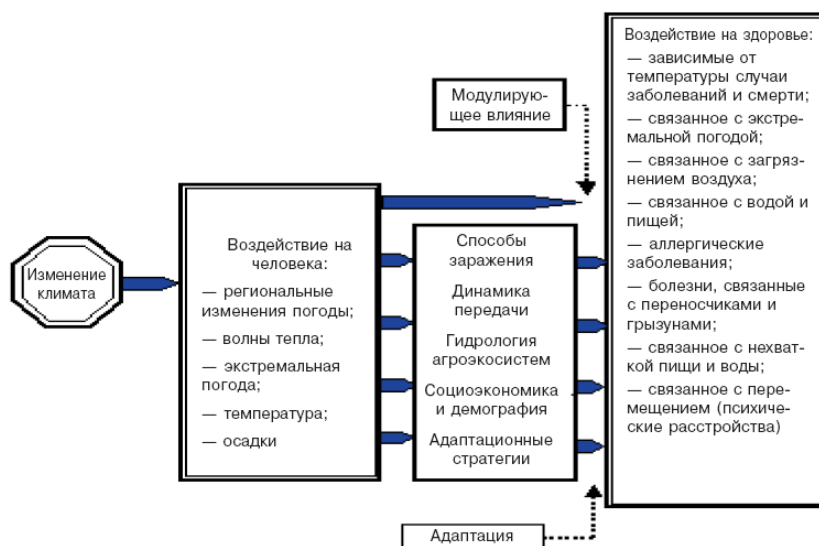 Изменение
климата
Воздействие на
человека:
— региональные
изменения погоды;
— волны тепла;
— экстремальная
погода;
— температура;
— осадки
Модулирую-
щее влияние
Способы
заражения
Динамика
передачи
Гидрология
агроэкосистем
Социоэкономика
и демография
Адаптационные
стратегии
Адаптация
Воздействие на здоровье:
— зависимые от
температуры случаи
заболеваний и смерти;
— связанное с экстре-
мальной погодой;
— связанное с загряз-
нением воздуха;
— связанное с водой и
пищей;
— аллергические
заболевания;
— болезни, связанные
с переносчиками и
грызунами;
— связанное с нехват-
кой пищи и воды;
— связанное с пере-
мещением (психиче-
ские расстройства)